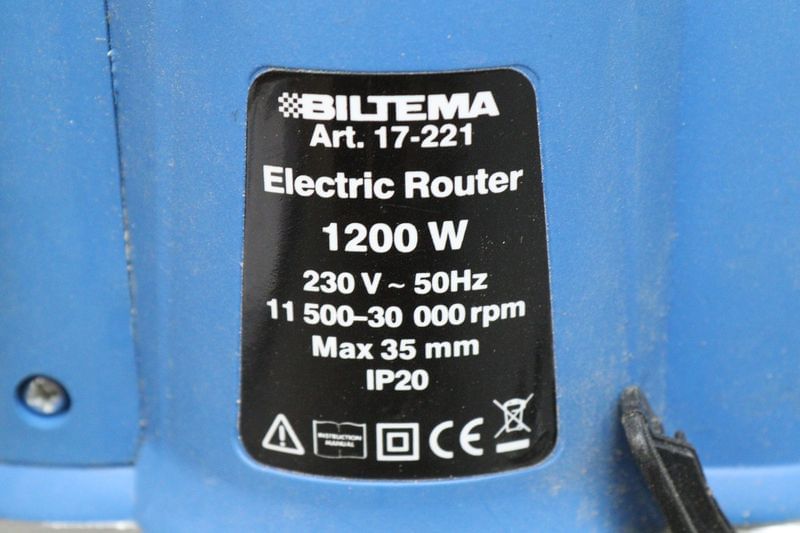 BILTEMA
Art. 17-221
Electric Router
1200 W
230 V ~ 50Hz
11 500–30 000 rpm
Max 35 mm
IP20
INSTRUCTION
MANUAL
CE